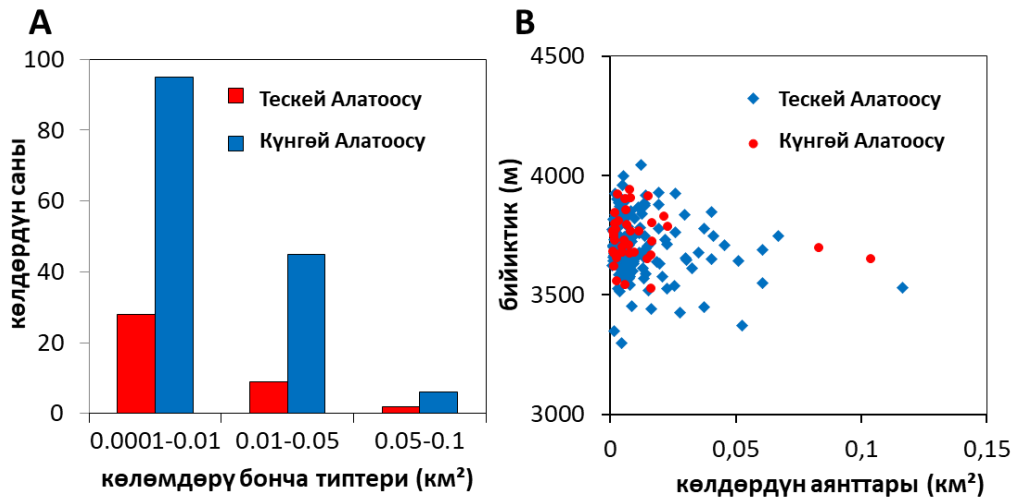 A
100
80
60
40
20
0
көлдөрдүн саны
Тескей Алатоосу
Күнгөй Алатоосу
0.0001-0.01 0.01-0.05 0.05-0.1
көлөмдөрү бонча типтери (км²)
B
4500
4000
3500
3000
бийиктик (м)
Тескей Алатоосу
Күнгөй Алатоосу
0 0,05 0,1 0,15
көлдөрдүн аянттары (км²)